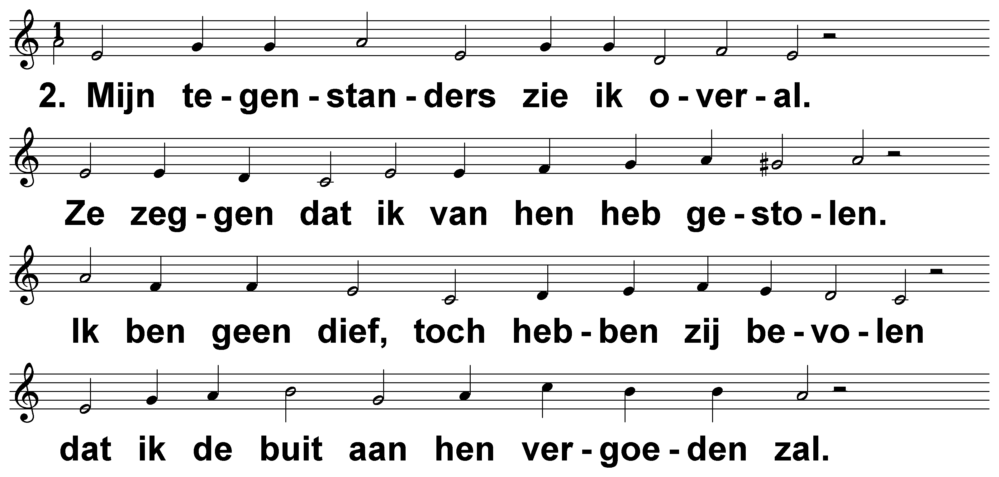 1
2. Mijn te - gen - stan - ders zie ik o - ver - al.
Ze zeg - gen dat ik van hen heb ge - sto - len.
Ik ben geen dief, toch heb - ben zij be - vo - len
dat ik de buit aan hen ver - goe - den zal.